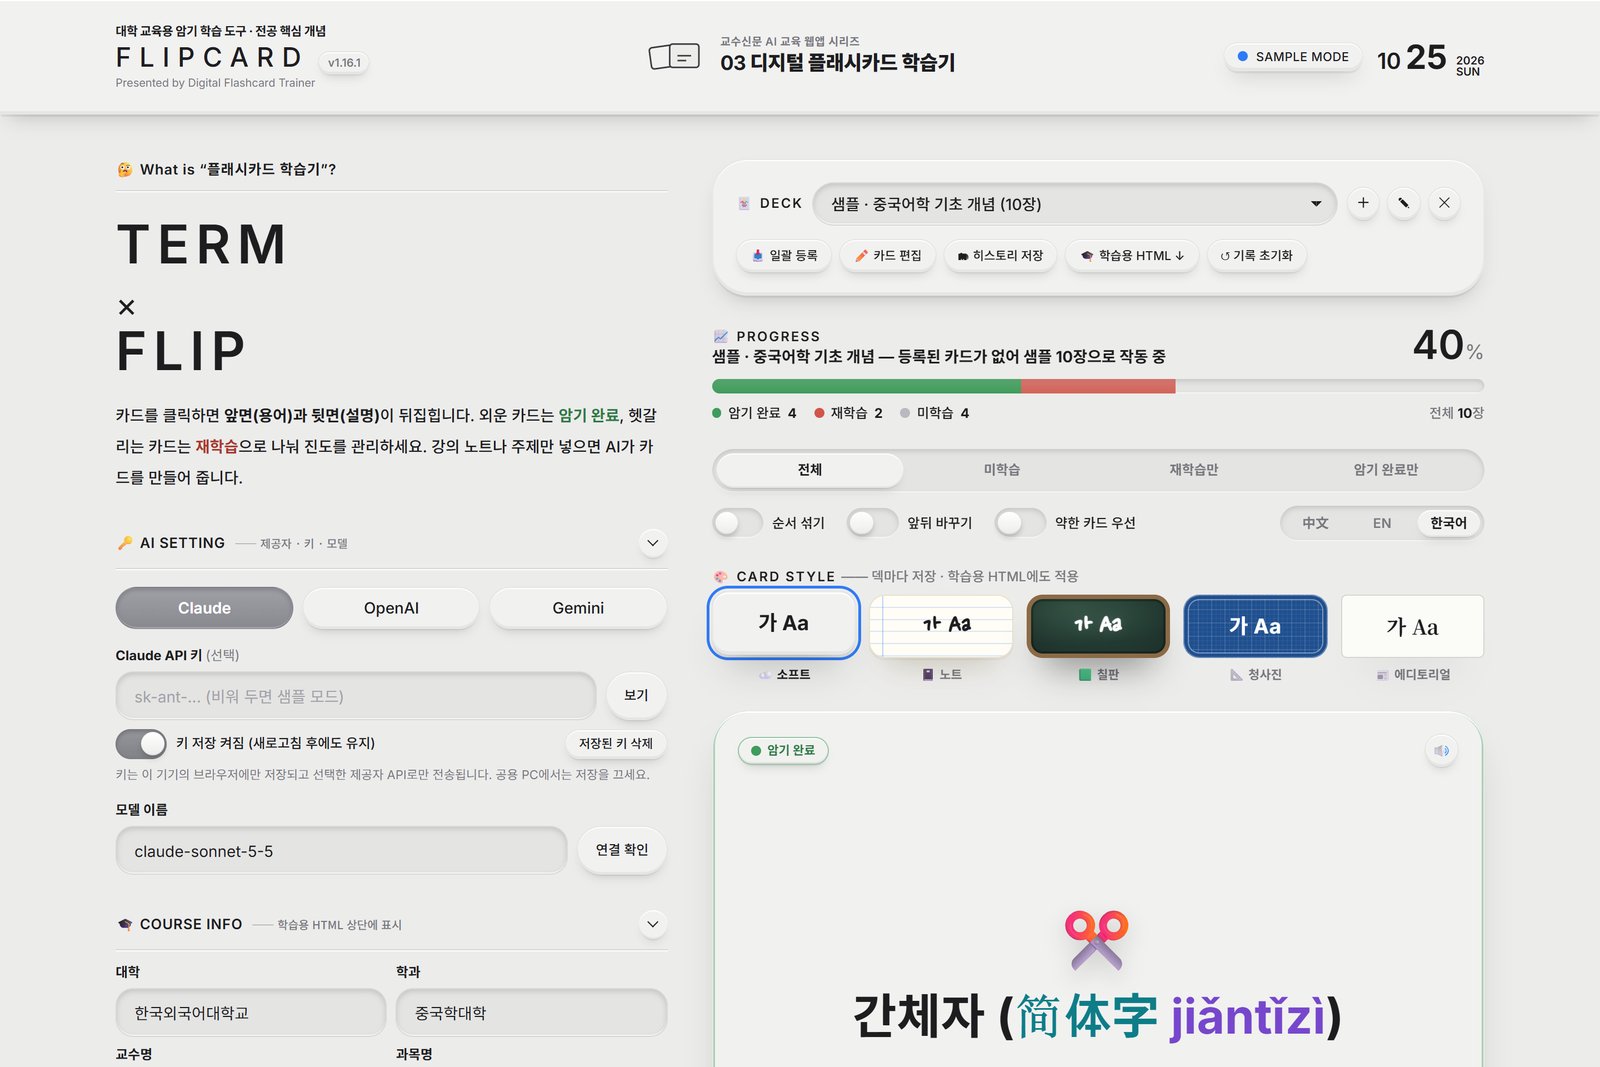 대학 교육용 암기 학습 도구 · 전공 핵심 개념
FLIPCARD v1.16.1
Presented by Digital Flashcard Trainer
교수신문 AI 교육 웹앱 시리즈
03 디지털 플래시카드 학습기
SAMPLE MODE
10 25 2026 SUN
What is “플래시카드 학습기”?
TERM
×
FLIP
카드를 클릭하면 앞면(용어)과 뒷면(설명)이 뒤집힙니다. 외운 카드는 암기 완료, 헷갈
리는 카드는 재학습으로 나눠 진도를 관리하세요. 강의 노트나 주제만 넣으면 AI가 카
드를 만들어 줍니다.
AI SETTING —— 제공자 · 키 · 모델
Claude OpenAI Gemini
Claude API 키 (선택)
sk-ant-... (비워 두면 샘플 모드) 보기
키 저장 켜짐 (새로고침 후에도 유지) 저장된 키 삭제
키는 이 기기의 브라우저에만 저장되고 선택한 제공자 API로만 전송됩니다. 공용 PC에서는 저장을 끄세요.
모델 이름
claude-sonnet-5-5 연결 확인
COURSE INFO —— 학습용 HTML 상단에 표시
대학 학과
한국외국어대학교 중국학대학
교수명 과목명
DECK 샘플 · 중국어학 기초 개념 (10장)
일괄 등록 카드 편집 히스토리 저장 학습용 HTML ↓ ↺ 기록 초기화
PROGRESS
샘플 · 중국어학 기초 개념 — 등록된 카드가 없어 샘플 10장으로 작동 중
40%
암기 완료 4 재학습 2 미학습 4 전체 10장
전체 미학습 재학습만 암기 완료만
순서 섞기 앞뒤 바꾸기 약한 카드 우선 中文 EN 한국어
CARD STYLE —— 덱마다 저장 · 학습용 HTML에도 적용
가 Aa 가 Aa 가 Aa 가 Aa 가 Aa
소프트 노트 칠판 청사진 에디토리얼
암기 완료
간체자 (简体字 jiǎntǐzì)